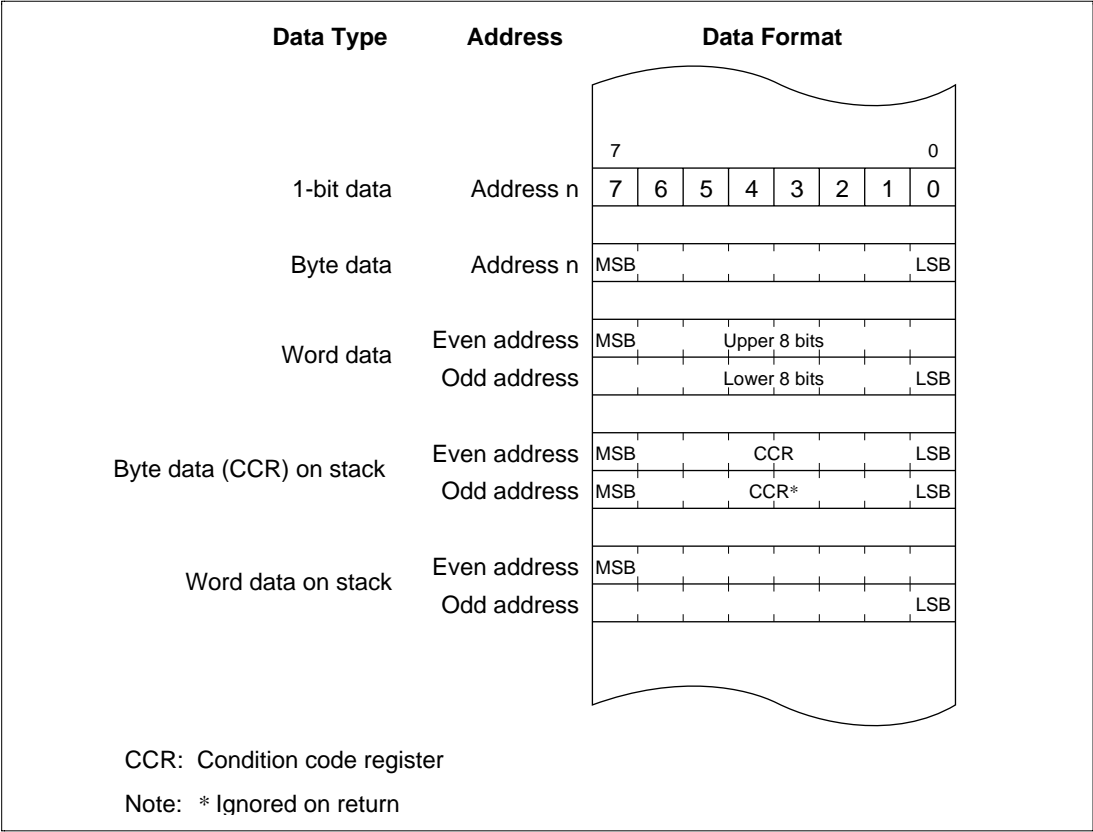 Data Type Address Data Format
7 0
1-bit data Address n 7 6 5 4 3 2 1 0
Byte data Address n MSB LSB
Word data
Even address MSB Upper 8 bits
Odd address Lower 8 bits LSB
Byte data (CCR) on stack
Even address MSB CCR LSB
Odd address MSB CCR* LSB
Word data on stack
Even address MSB
Odd address LSB
CCR: Condition code register
Note: * Ignored on return